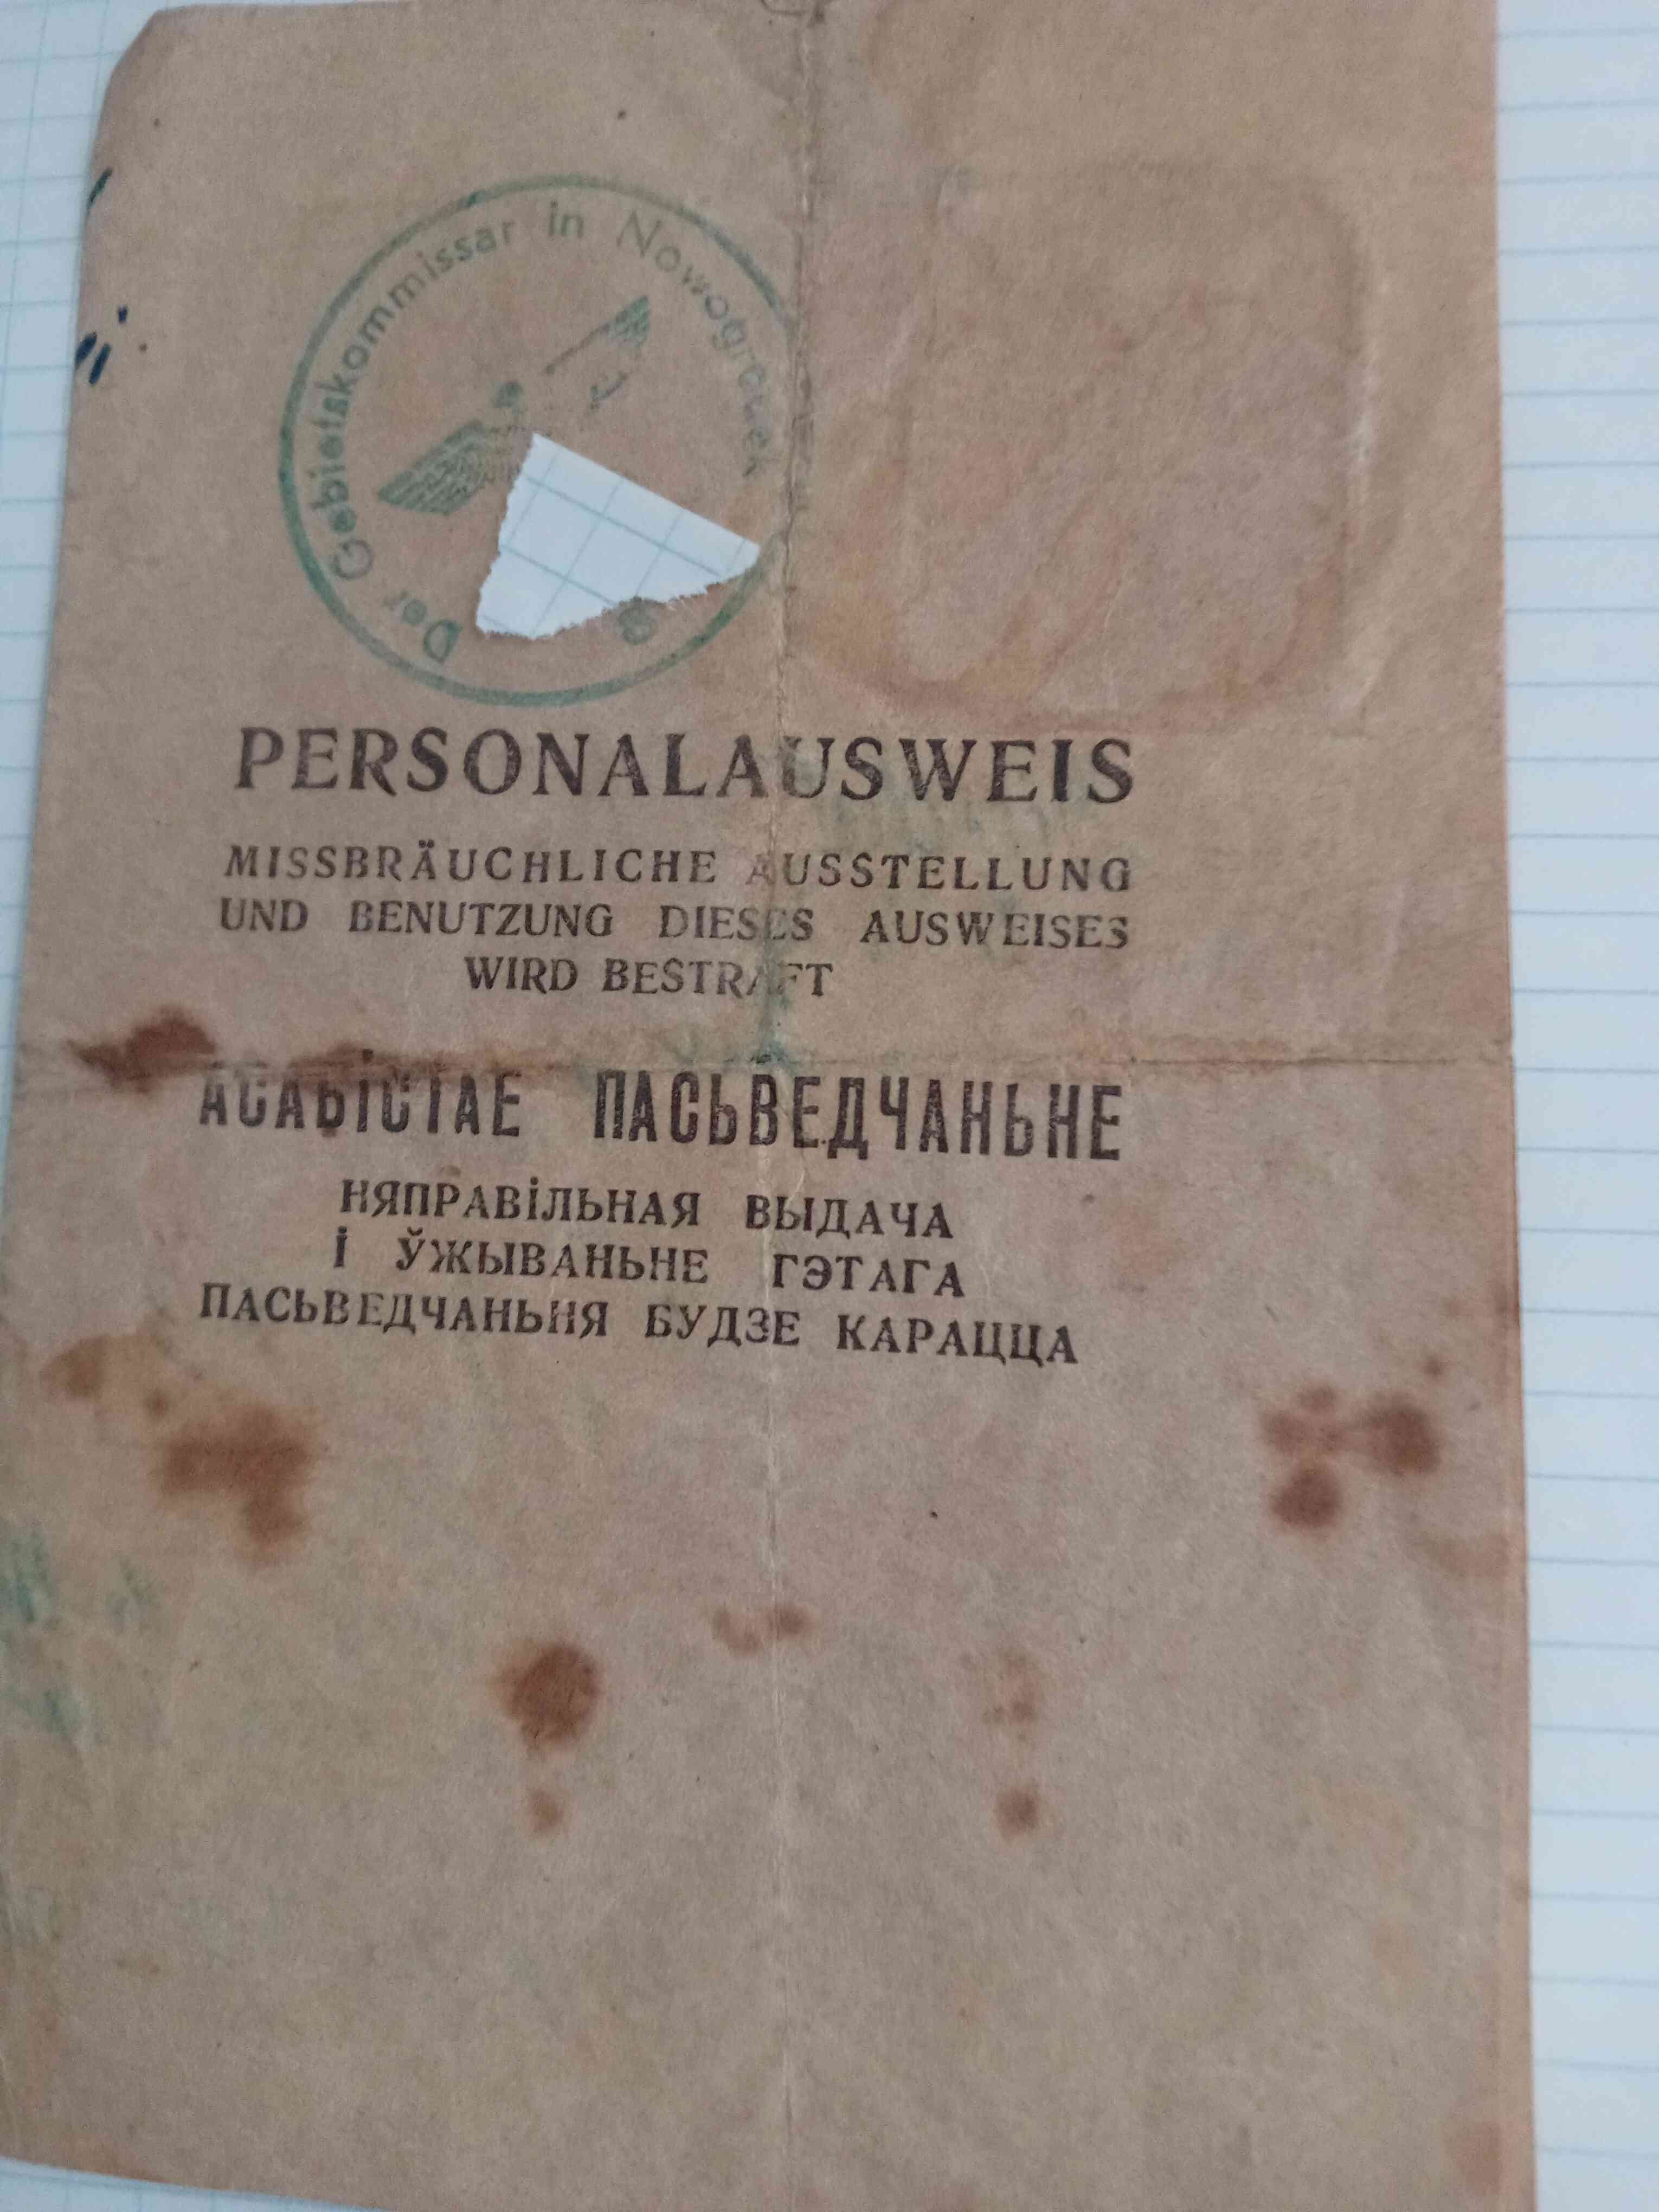 Der Gebietskommissar in Nowogrodek
PERSONALAUSWEIS
MISSBRÄUCHLICHE AUSSTELLUNG
UND BENUTZUNG DIESES AUSWEISES
WIRD BESTRAFT
АСАБІСТАЕ ПАСЬВЕДЧАНЬНЕ
НЯПРАВІЛЬНАЯ ВЫДАЧА
І ЎЖЫВАНЬНЕ ГЭТАГА
ПАСЬВЕДЧАНЬНЯ БУДЗЕ КАРАЦЦА